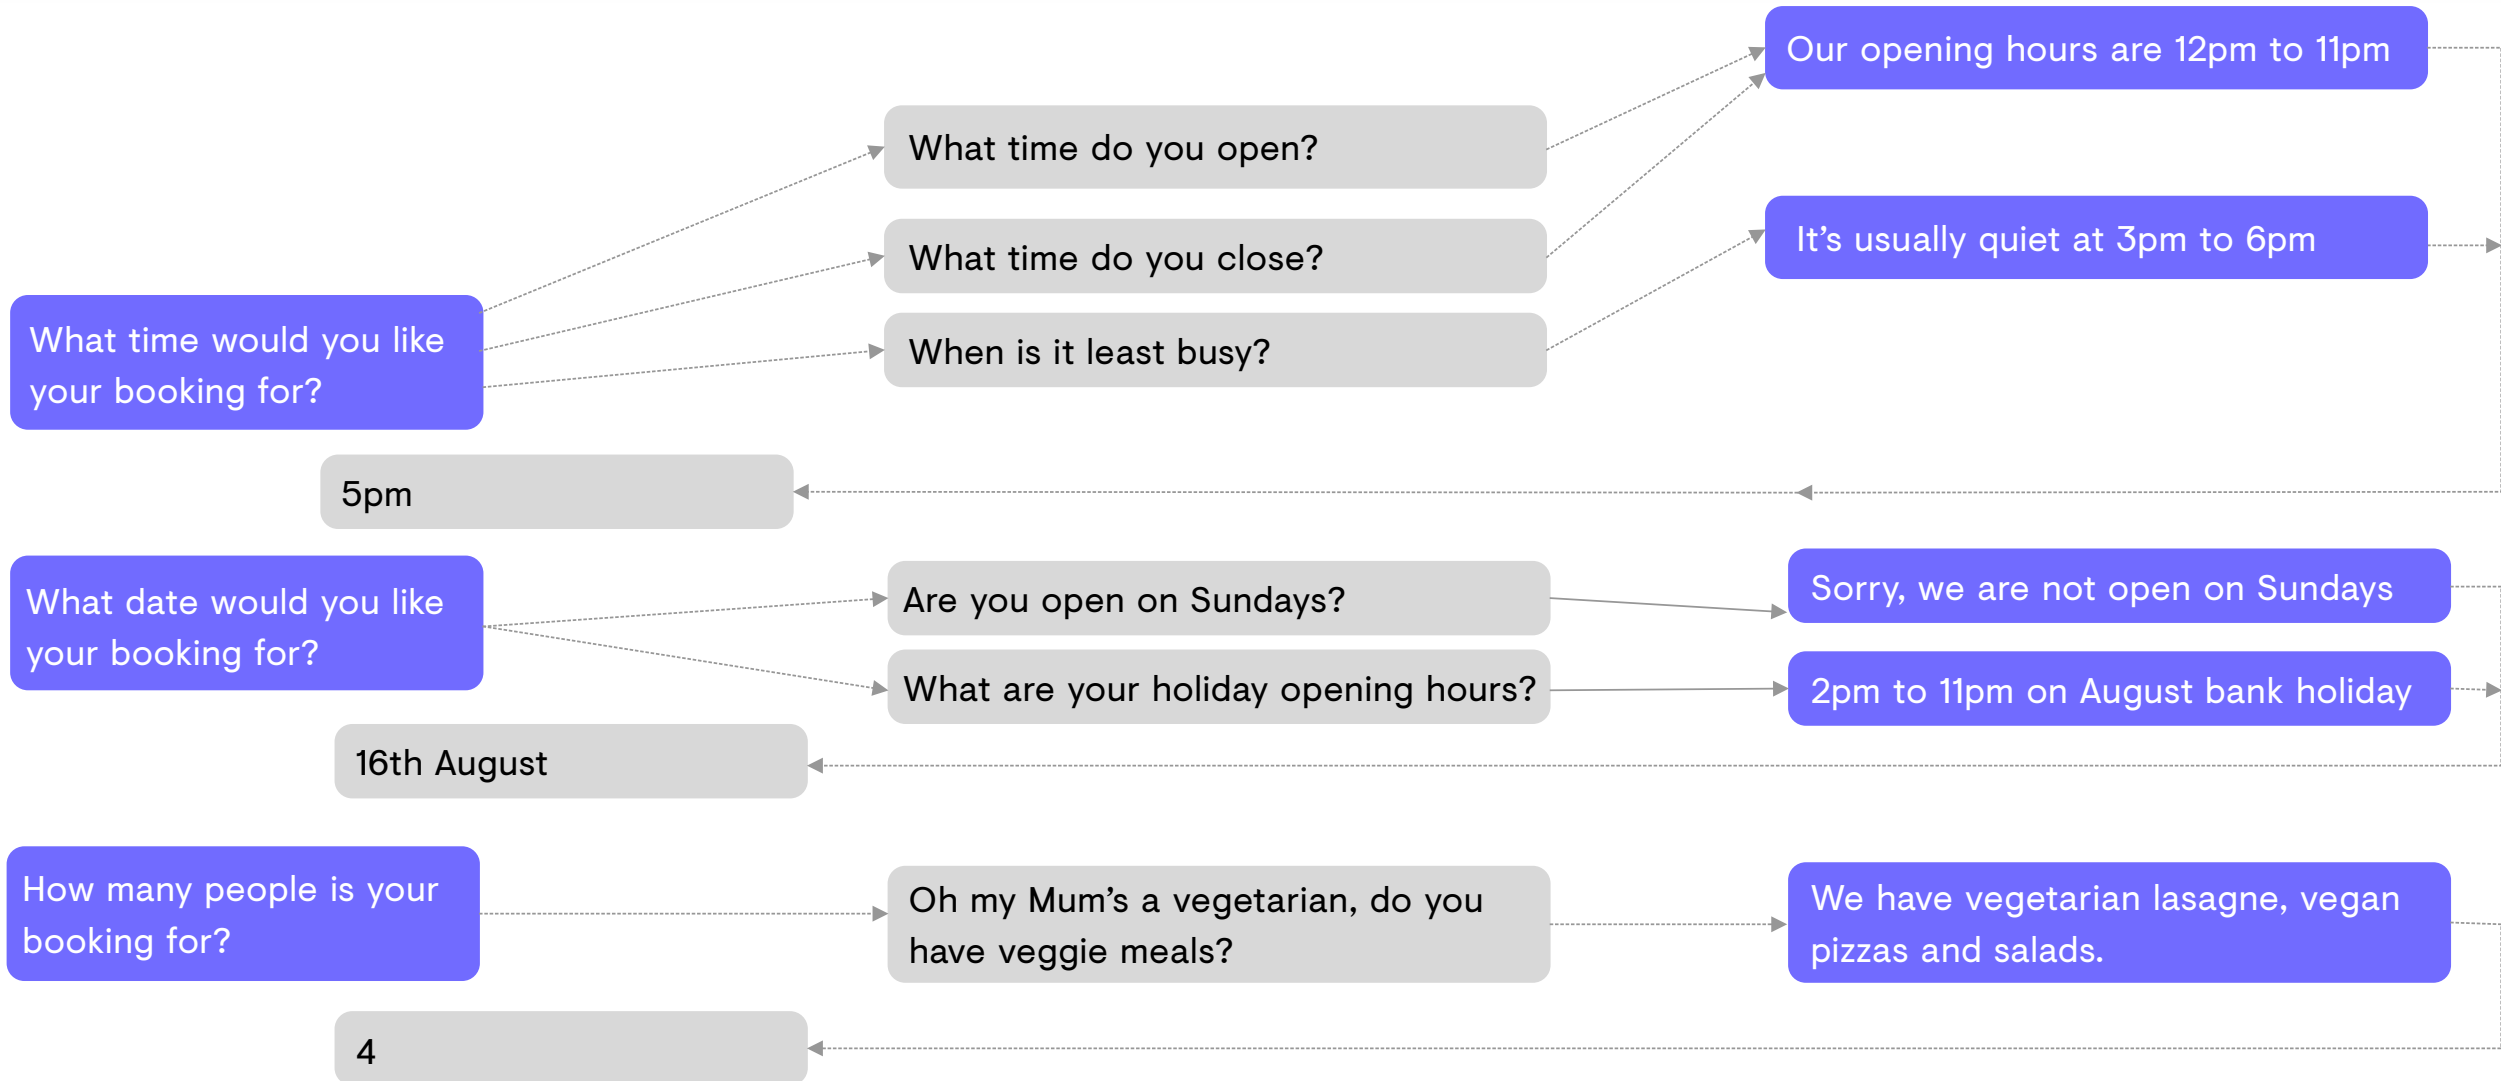 Our opening hours are 12pm to 11pm
What time do you open?
It’s usually quiet at 3pm to 6pm
What time do you close?
When is it least busy?
What time would you like
your booking for?
5pm
What date would you like
your booking for?
Are you open on Sundays?
Sorry, we are not open on Sundays
What are your holiday opening hours?
2pm to 11pm on August bank holiday
16th August
How many people is your
booking for?
Oh my Mum’s a vegetarian, do you
have veggie meals?
We have vegetarian lasagne, vegan
pizzas and salads.
4